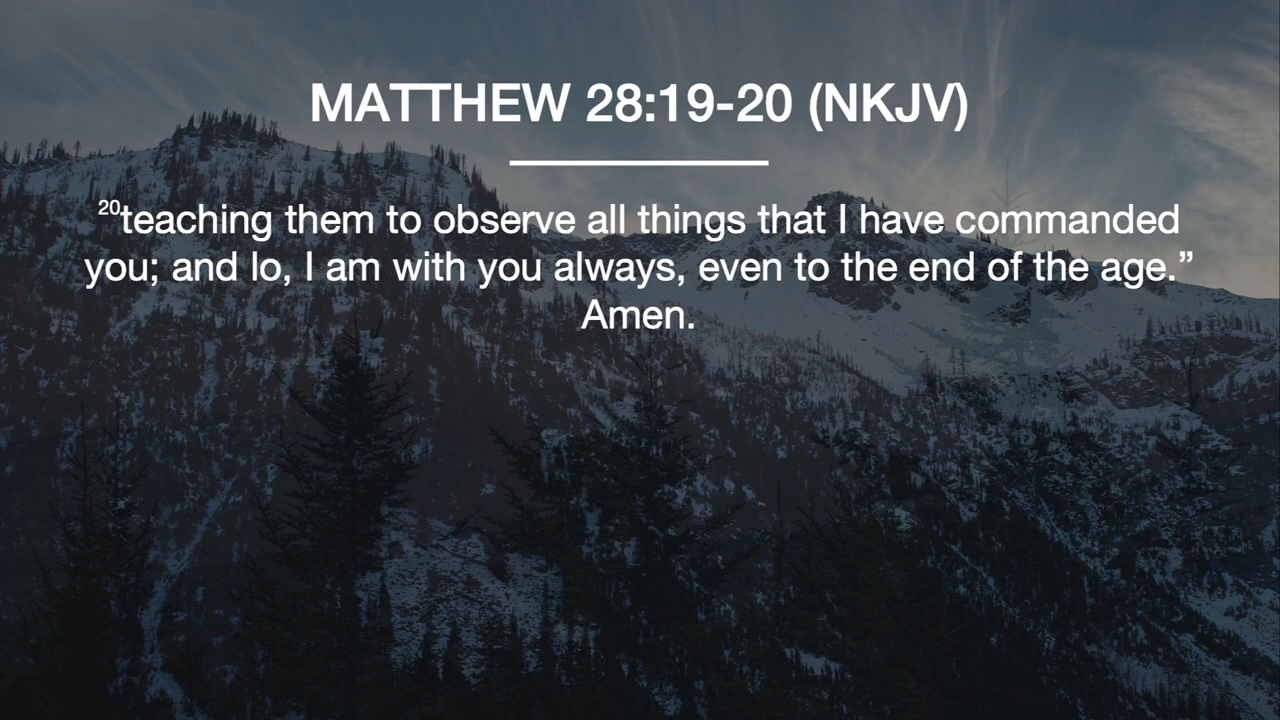 MATTHEW 28:19-20 (NKJV)
20teaching them to observe all things that I have commanded
you; and lo, I am with you always, even to the end of the age.”
Amen.